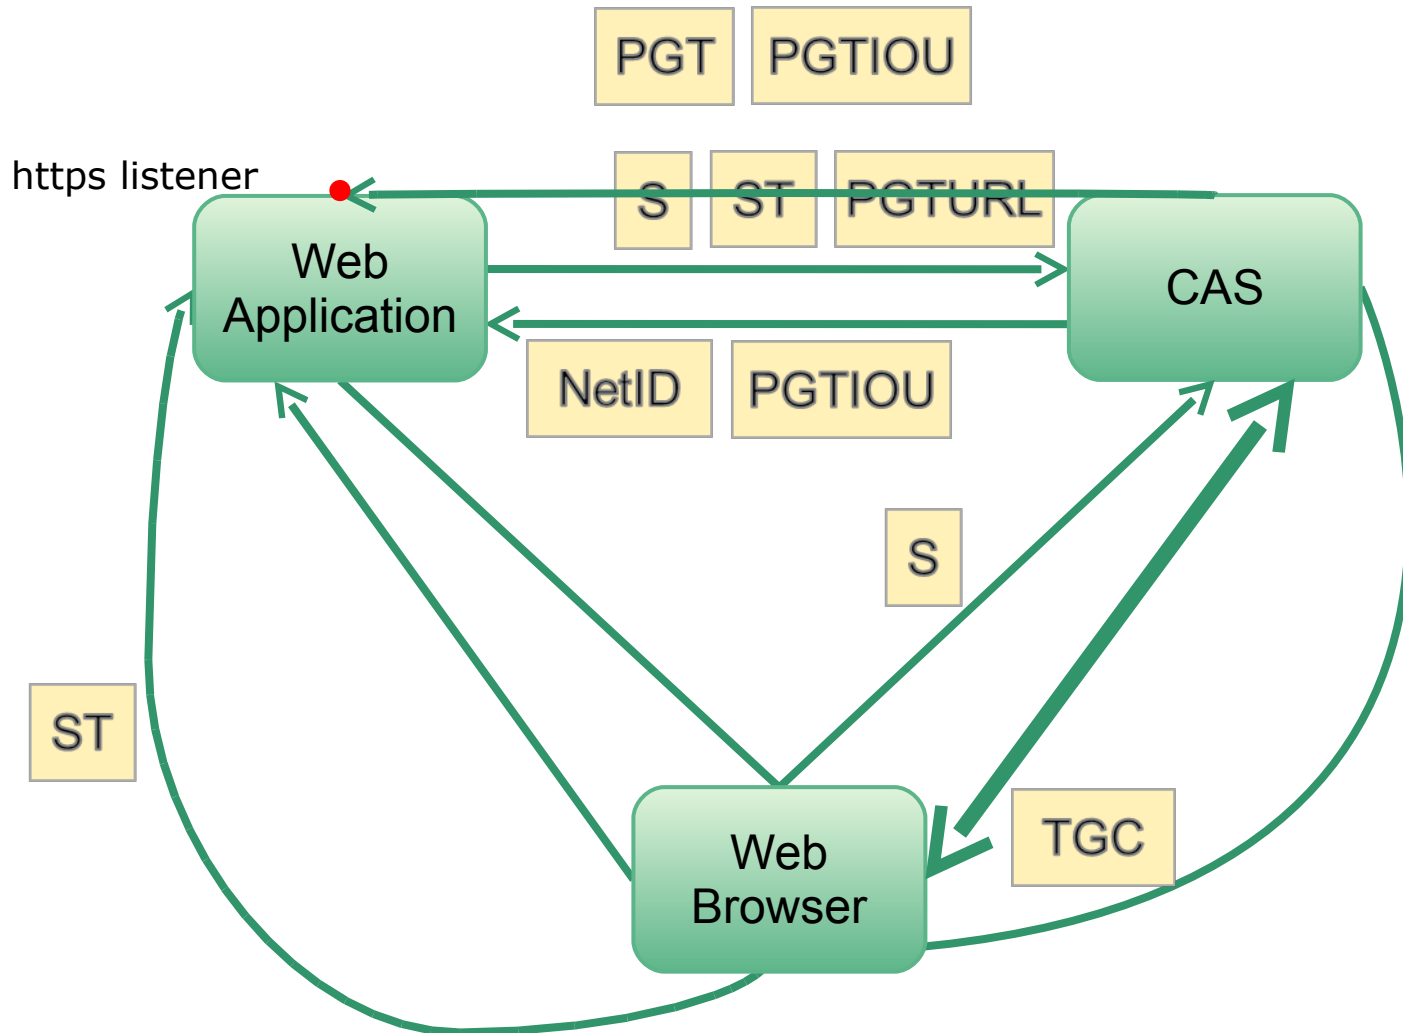 PGT PGTIOU
https listener
S ST PGTURL
Web
Application
CAS
NetID PGTIOU
S
ST
TGC
Web
Browser